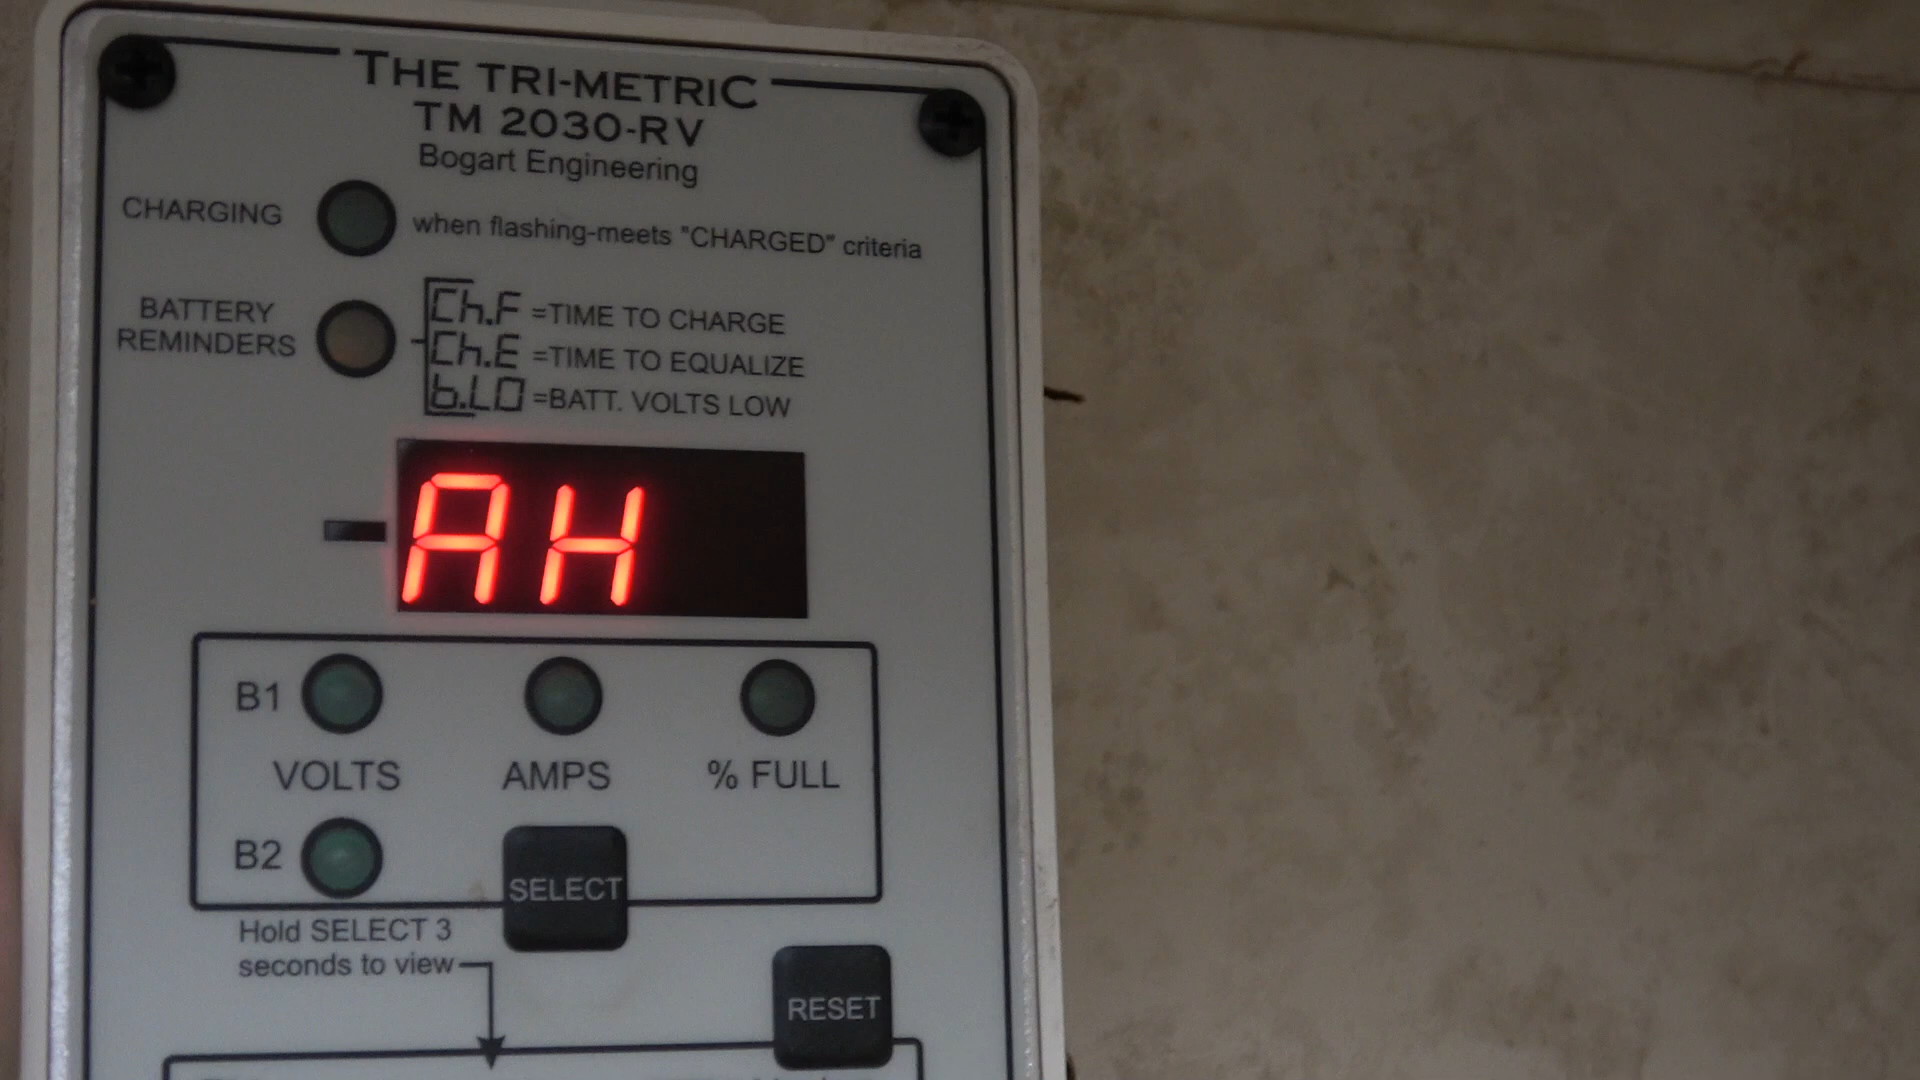 THE TRI-METRIC
TM 2030-RV
Bogart Engineering
CHARGING
when flashing-meets "CHARGED" criteria
BATTERY REMINDERS
Ch.F =TIME TO CHARGE
Ch.E =TIME TO EQUALIZE
b.LO =BATT. VOLTS LOW
AH
B1
VOLTS AMPS % FULL
B2
SELECT
Hold SELECT 3
seconds to view
RESET